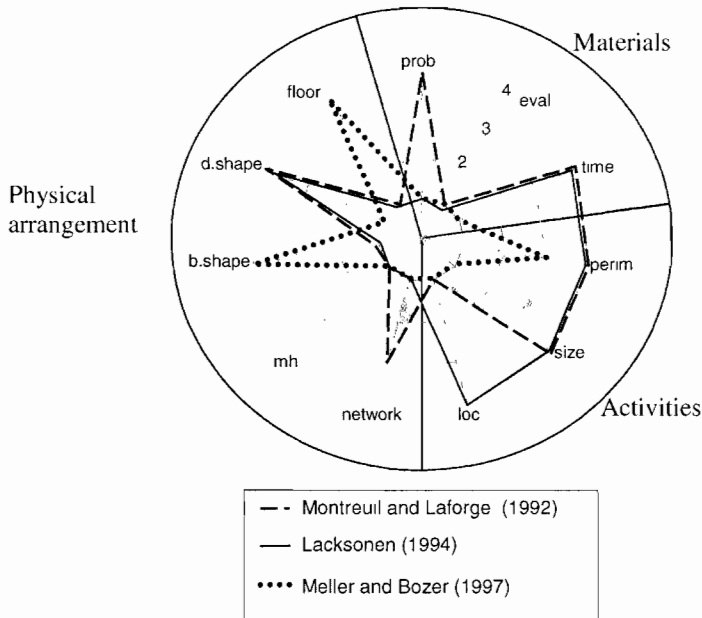 Materials
prob
4
eval
floor
3
2
d.shape
time
Physical
arrangement
b.shape
perim
mh
size
network
loc
Activities
Montreuil and Laforge (1992)
Lacksonen (1994)
Meller and Bozer (1997)